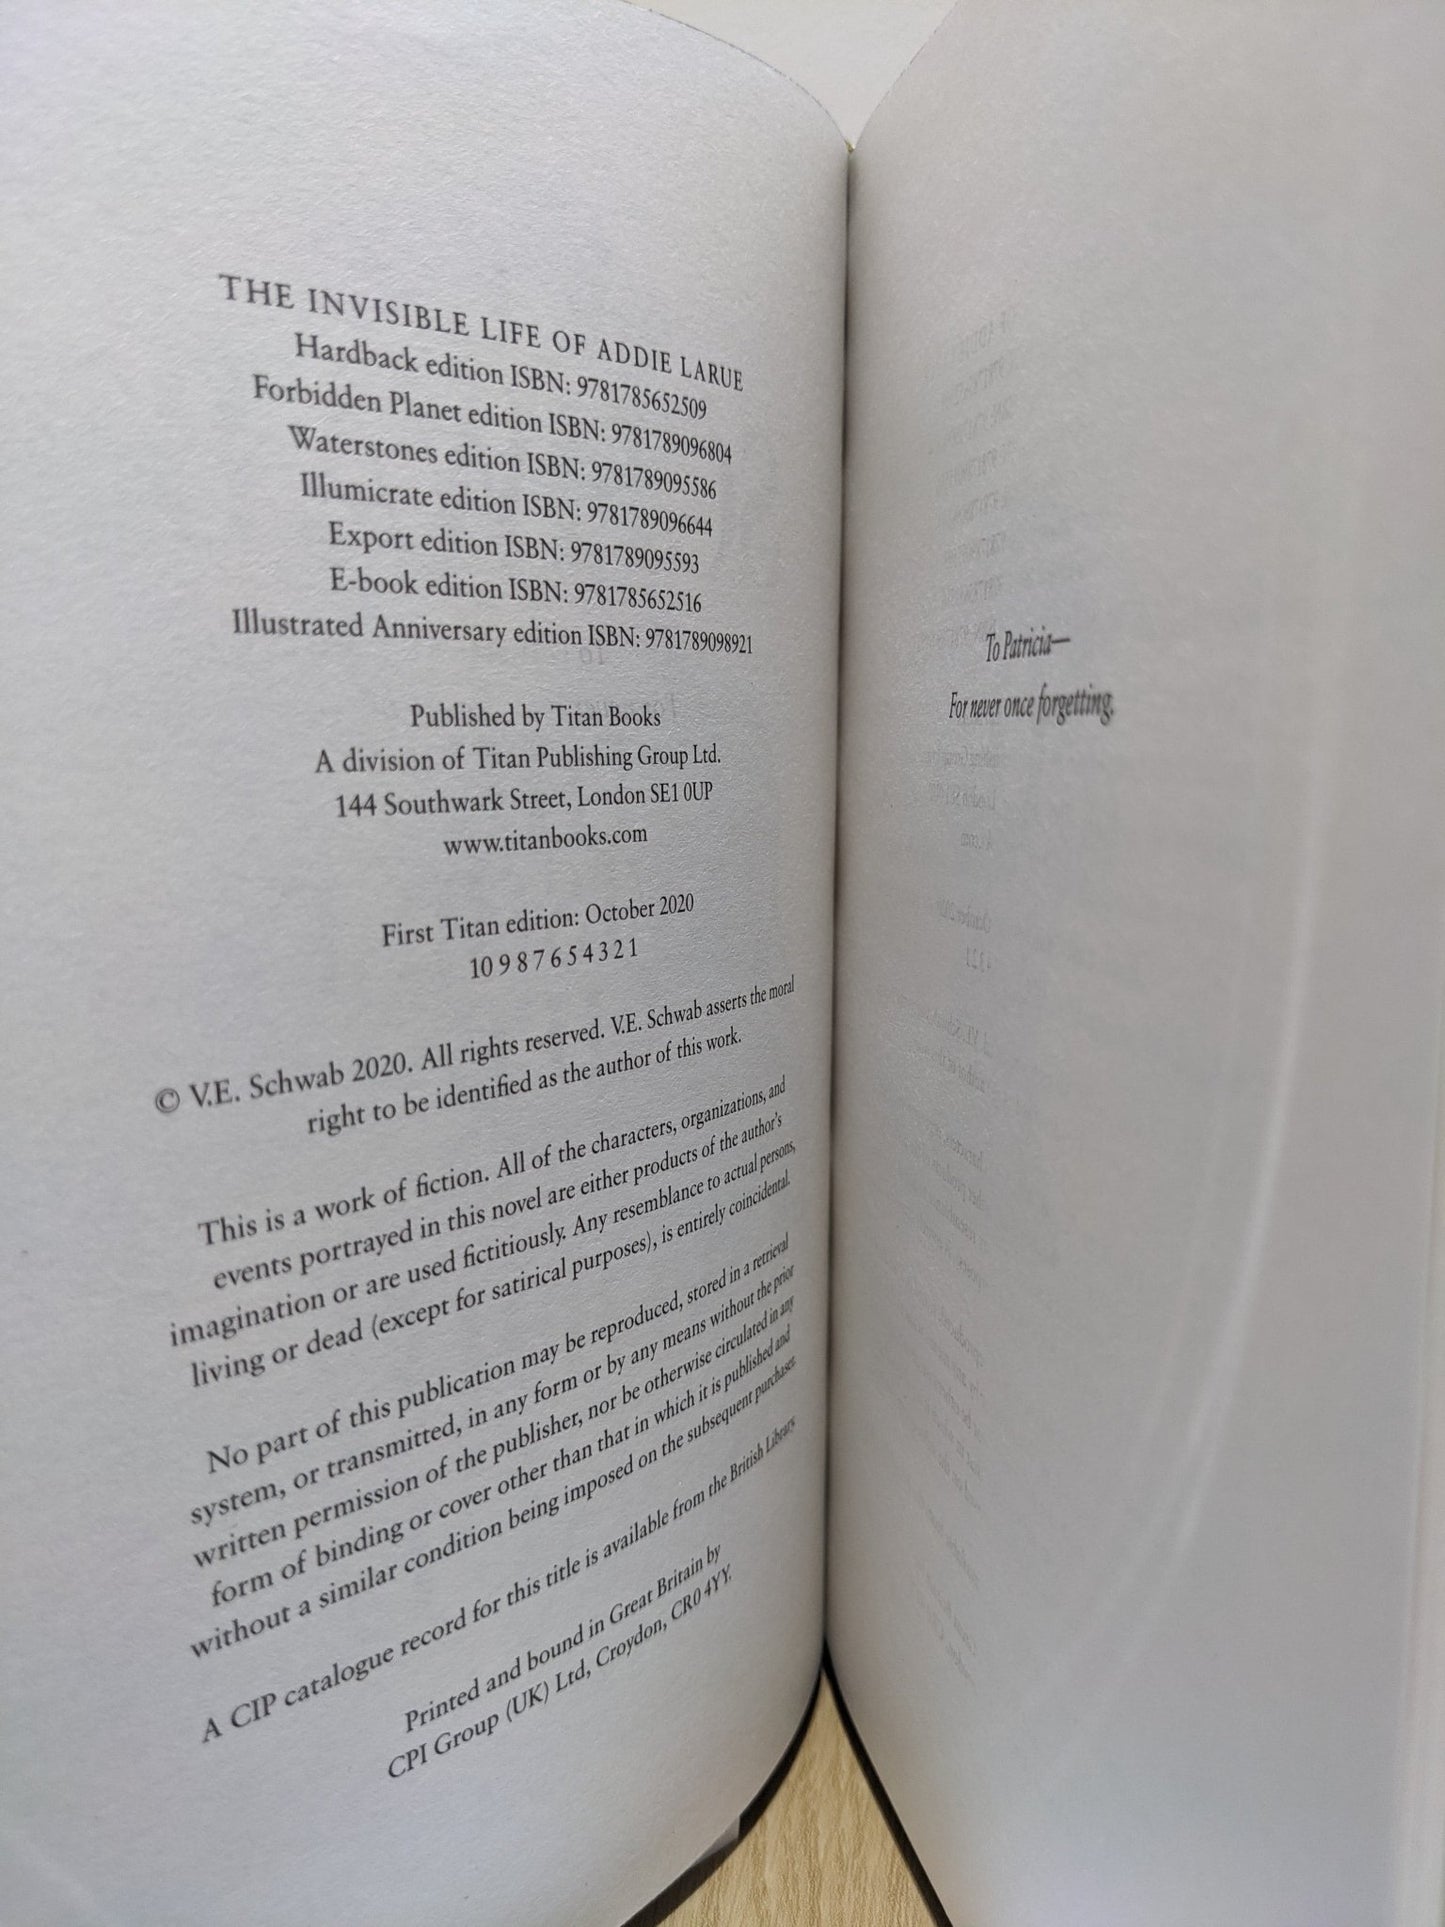 THE INVISIBLE LIFE OF ADDIE LARUE
Hardback edition ISBN: 9781785652509
Forbidden Planet edition ISBN: 9781789096804
Waterstones edition ISBN: 9781789095586
Illumicrate edition ISBN: 9781789096644
Export edition ISBN: 9781789095593
E-book edition ISBN: 9781785652516
Illustrated Anniversary edition ISBN: 9781789098921
Published by Titan Books
A division of Titan Publishing Group Ltd.
144 Southwark Street, London SE1 0UP
www.titanbooks.com
First Titan edition: October 2020
10 9 8 7 6 5 4 3 2 1
© V.E. Schwab 2020. All rights reserved. V.E. Schwab asserts the moral
right to be identified as the author of this work.
This is a work of fiction. All of the characters, organizations, and
events portrayed in this novel are either products of the author's
imagination or are used fictitiously. Any resemblance to actual persons,
living or dead (except for satirical purposes), is entirely coincidental.
No part of this publication may be reproduced, stored in a retrieval
system, or transmitted, in any form or by any means without the prior
written permission of the publisher, nor be otherwise circulated in any
form of binding or cover other than that in which it is published and
without a similar condition being imposed on the subsequent purchaser.
A CIP catalogue record for this title is available from the British Library.
Printed and bound in Great Britain by
CPI Group (UK) Ltd, Croydon, CR0 4YY.
To Patricia—
For never once forgetting.